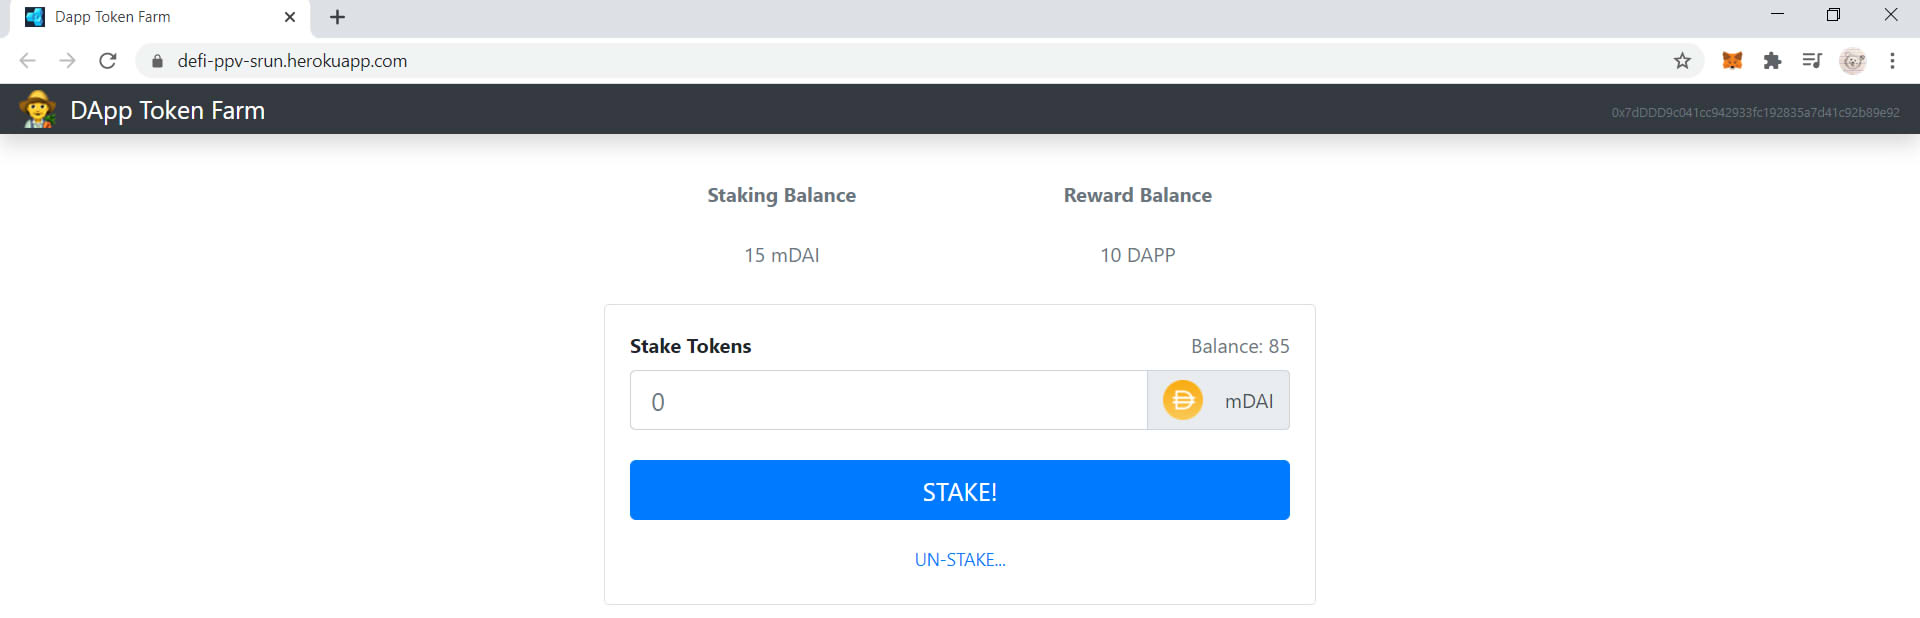 Dapp Token Farm
defi-ppv-srun.herokuapp.com
DApp Token Farm
0x7dDDD9c041cc942933fc192835a7d41c92b89e92
Staking Balance Reward Balance
15 mDAI 10 DAPP
Stake Tokens Balance: 85
0 mDAI
STAKE!
UN-STAKE...